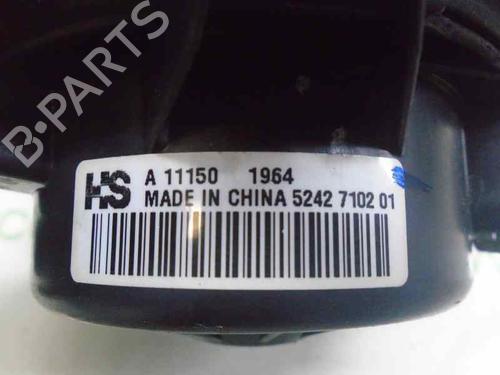 B·PARTS
HS A 11150 1964
MADE IN CHINA 5242 7102 01